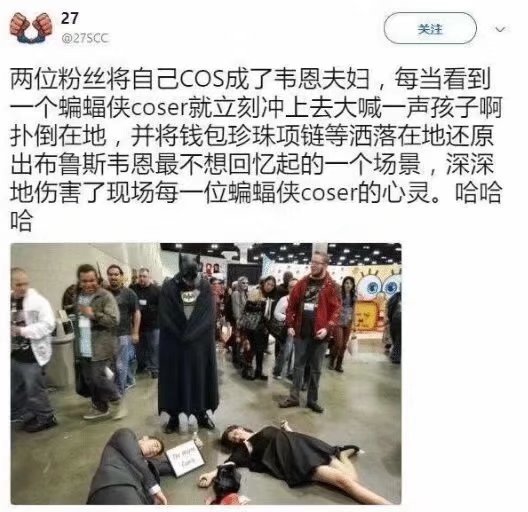 27
@27SCC
关注
两位粉丝将自己COS成了韦恩夫妇，每当看到
一个蝙蝠侠coser就立刻冲上去大喊一声孩子啊
扑倒在地，并将钱包珍珠项链等洒落在地还原
出布鲁斯韦恩最不想回忆起的一个场景，深深
地伤害了现场每一位蝙蝠侠coser的心灵。哈哈
哈
The Wayne
Family